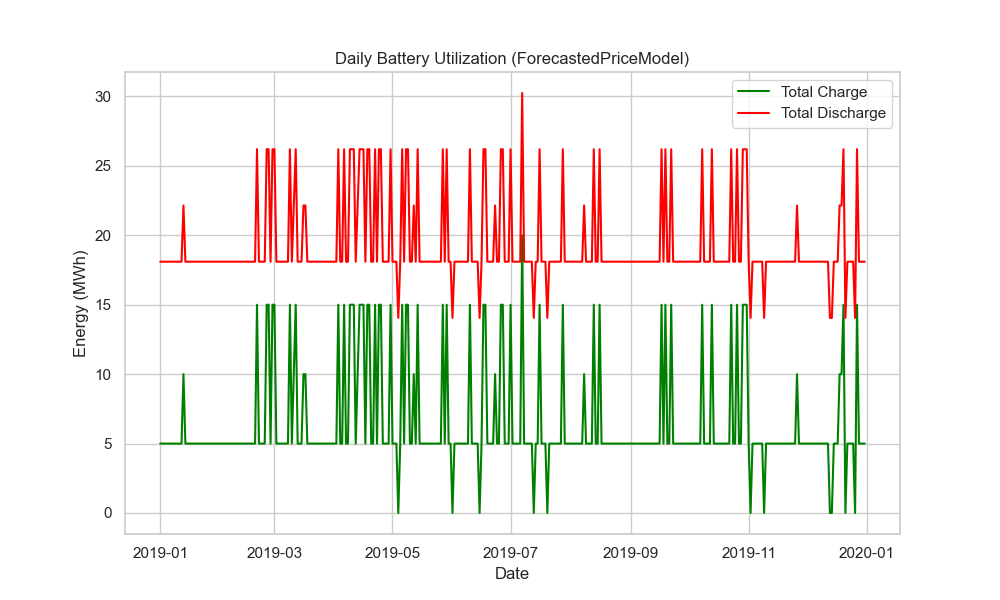 Daily Battery Utilization (ForecastedPriceModel)
Total Charge
Total Discharge
Energy (MWh)
30
25
20
15
10
5
0
2019-01 2019-03 2019-05 2019-07 2019-09 2019-11 2020-01
Date